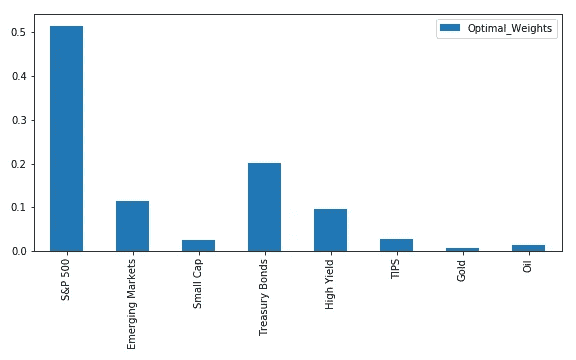 Optimal_Weights
0.5
0.4
0.3
0.2
0.1
0.0
S&P 500
Emerging Markets
Small Cap
Treasury Bonds
High Yield
TIPS
Gold
Oil